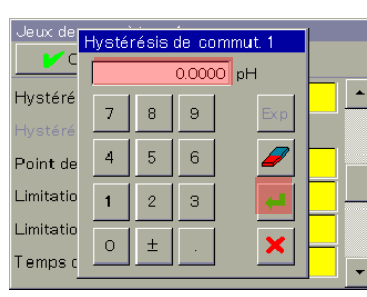 Jeux de
Hystérésis de commut. 1
0.0000 pH
Hystéré
7 8 9 Exp
Hystéré
Point de
4 5 6
Limitatio
1 2 3
Limitatio
0 ± .
Temps d